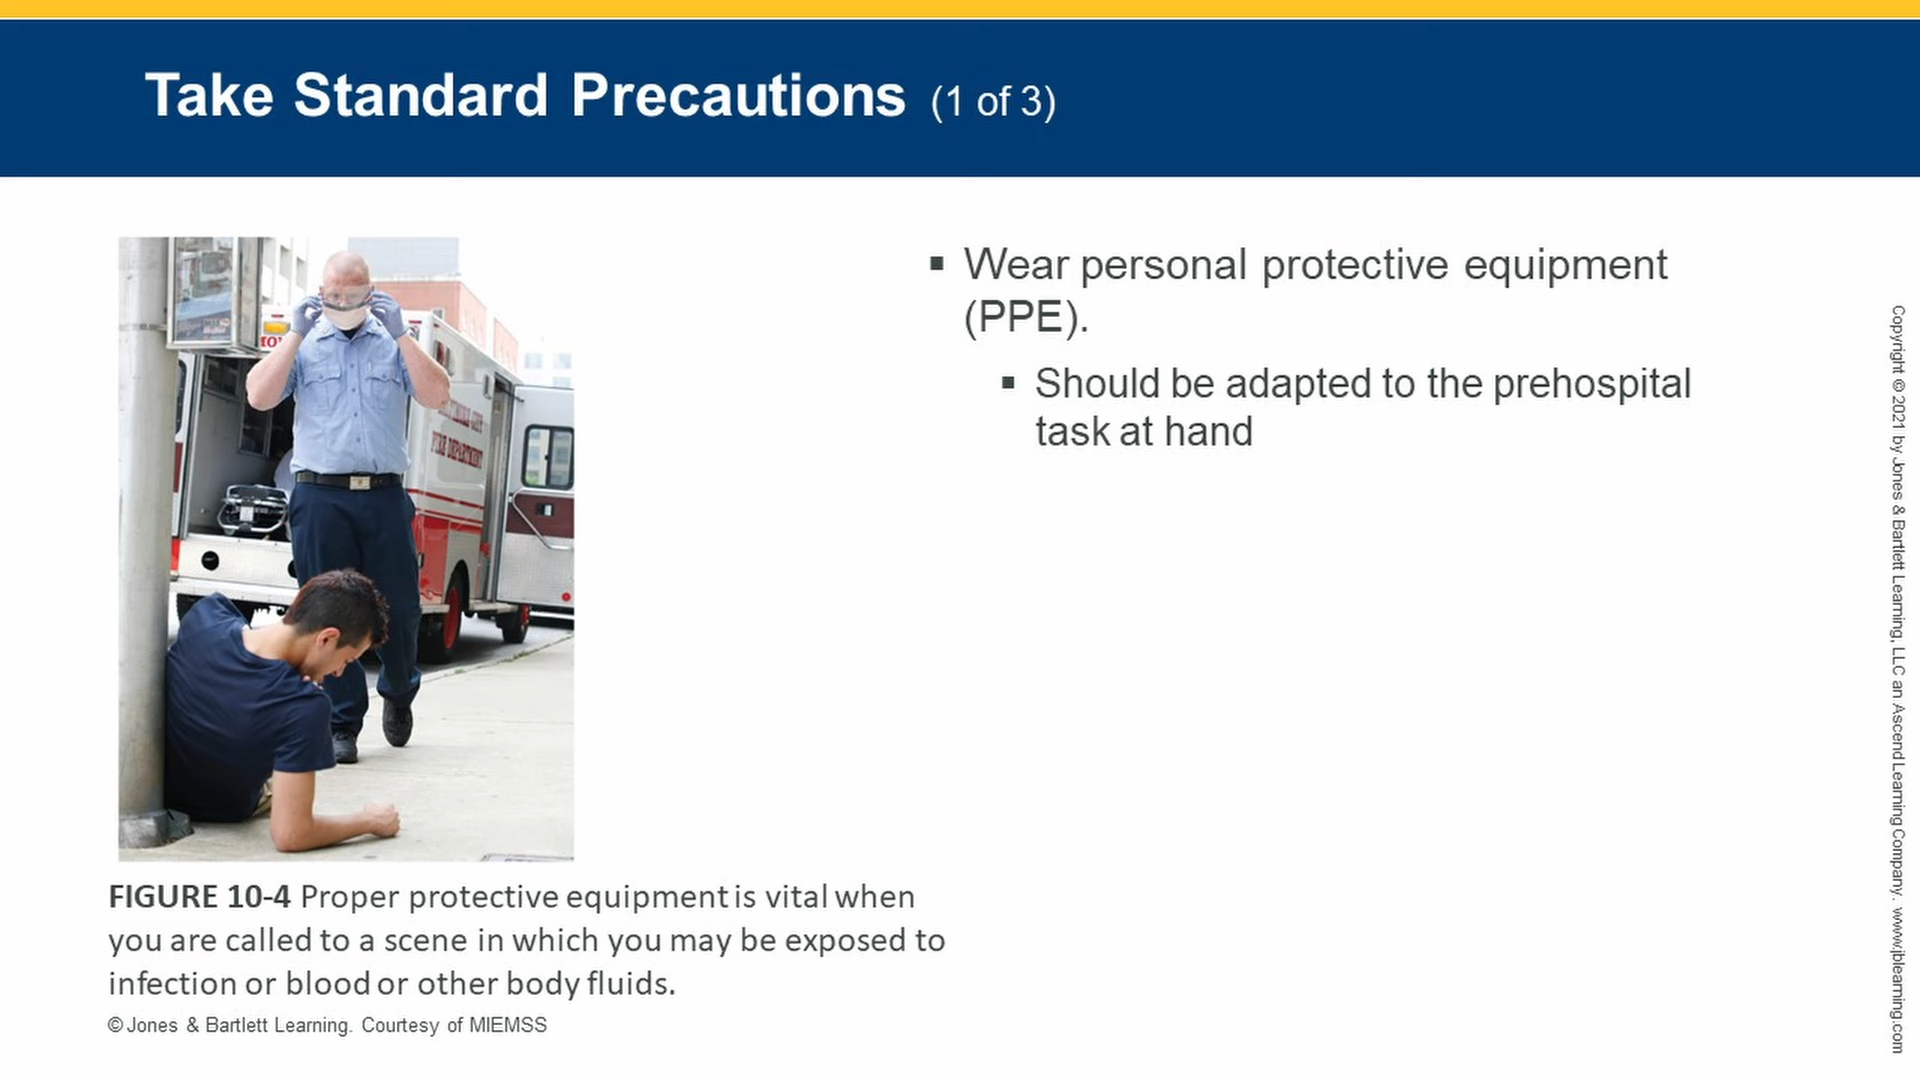 Take Standard Precautions (1 of 3)
FIRE DEPARTMENT
▪ Wear personal protective equipment
(PPE).
▪ Should be adapted to the prehospital
task at hand
FIGURE 10-4 Proper protective equipment is vital when
you are called to a scene in which you may be exposed to
infection or blood or other body fluids.
© Jones & Bartlett Learning. Courtesy of MIEMSS
Copyright © 2021 by Jones & Bartlett Learning, LLC an Ascend Learning Company. www.jblearning.com